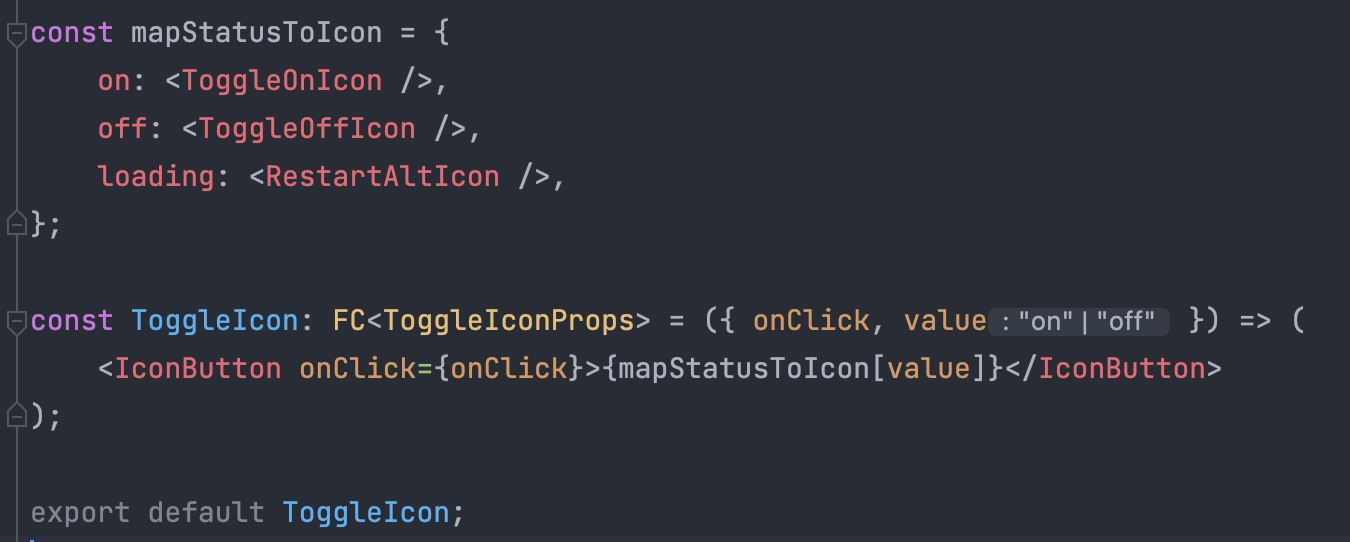 const mapStatusToIcon = {
    on: <ToggleOnIcon />,
    off: <ToggleOffIcon />,
    loading: <RestartAltIcon />,
};

const ToggleIcon: FC<ToggleIconProps> = ({ onClick, value : "on" | "off" }) => (
    <IconButton onClick={onClick}>{mapStatusToIcon[value]}</IconButton>
);

export default ToggleIcon;